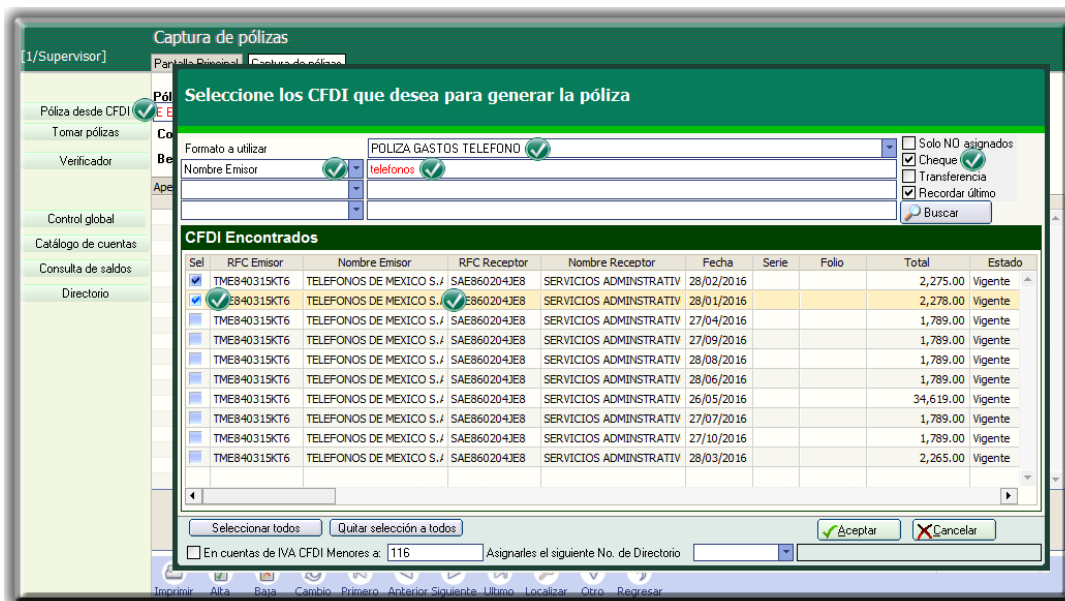 Captura de pólizas
[1/Supervisor]
Pantalla Principal Captura de pólizas
Seleccione los CFDI que desea para generar la póliza
Póliza desde CFDI
Tomar pólizas
Verificador
Control global
Catálogo de cuentas
Consulta de saldos
Directorio
Pól
E E
Co
Be
Ape
Formato a utilizar POLIZA GASTOS TELEFONO
Nombre Emisor telefonos
Solo NO asignados
Cheque
Transferencia
Recordar último
Buscar
CFDI Encontrados
Sel RFC Emisor Nombre Emisor RFC Receptor Nombre Receptor Fecha Serie Folio Total Estado
TME840315KT6 TELEFONOS DE MEXICO S./ SAE860204JE8 SERVICIOS ADMINSTRATIV 28/02/2016 2,275.00 Vigente
E840315KT6 TELEFONOS DE MEXICO S./ E860204JE8 SERVICIOS ADMINSTRATIV 28/01/2016 2,278.00 Vigente
TME840315KT6 TELEFONOS DE MEXICO S./ SAE860204JE8 SERVICIOS ADMINSTRATIV 27/04/2016 1,789.00 Vigente
TME840315KT6 TELEFONOS DE MEXICO S./ SAE860204JE8 SERVICIOS ADMINSTRATIV 27/09/2016 1,789.00 Vigente
TME840315KT6 TELEFONOS DE MEXICO S./ SAE860204JE8 SERVICIOS ADMINSTRATIV 28/08/2016 1,789.00 Vigente
TME840315KT6 TELEFONOS DE MEXICO S./ SAE860204JE8 SERVICIOS ADMINSTRATIV 28/06/2016 1,789.00 Vigente
TME840315KT6 TELEFONOS DE MEXICO S./ SAE860204JE8 SERVICIOS ADMINSTRATIV 26/05/2016 34,619.00 Vigente
TME840315KT6 TELEFONOS DE MEXICO S./ SAE860204JE8 SERVICIOS ADMINSTRATIV 27/07/2016 1,789.00 Vigente
TME840315KT6 TELEFONOS DE MEXICO S./ SAE860204JE8 SERVICIOS ADMINSTRATIV 27/10/2016 1,789.00 Vigente
TME840315KT6 TELEFONOS DE MEXICO S./ SAE860204JE8 SERVICIOS ADMINSTRATIV 28/03/2016 2,265.00 Vigente
Seleccionar todos Quitar selección a todos Aceptar Cancelar
En cuentas de IVA CFDI Menores a: 116 Asignarles el siguiente No. de Directorio
Imprimir Alta Baja Cambio Primero Anterior Siguiente Ultimo Localizar Otro Regresar